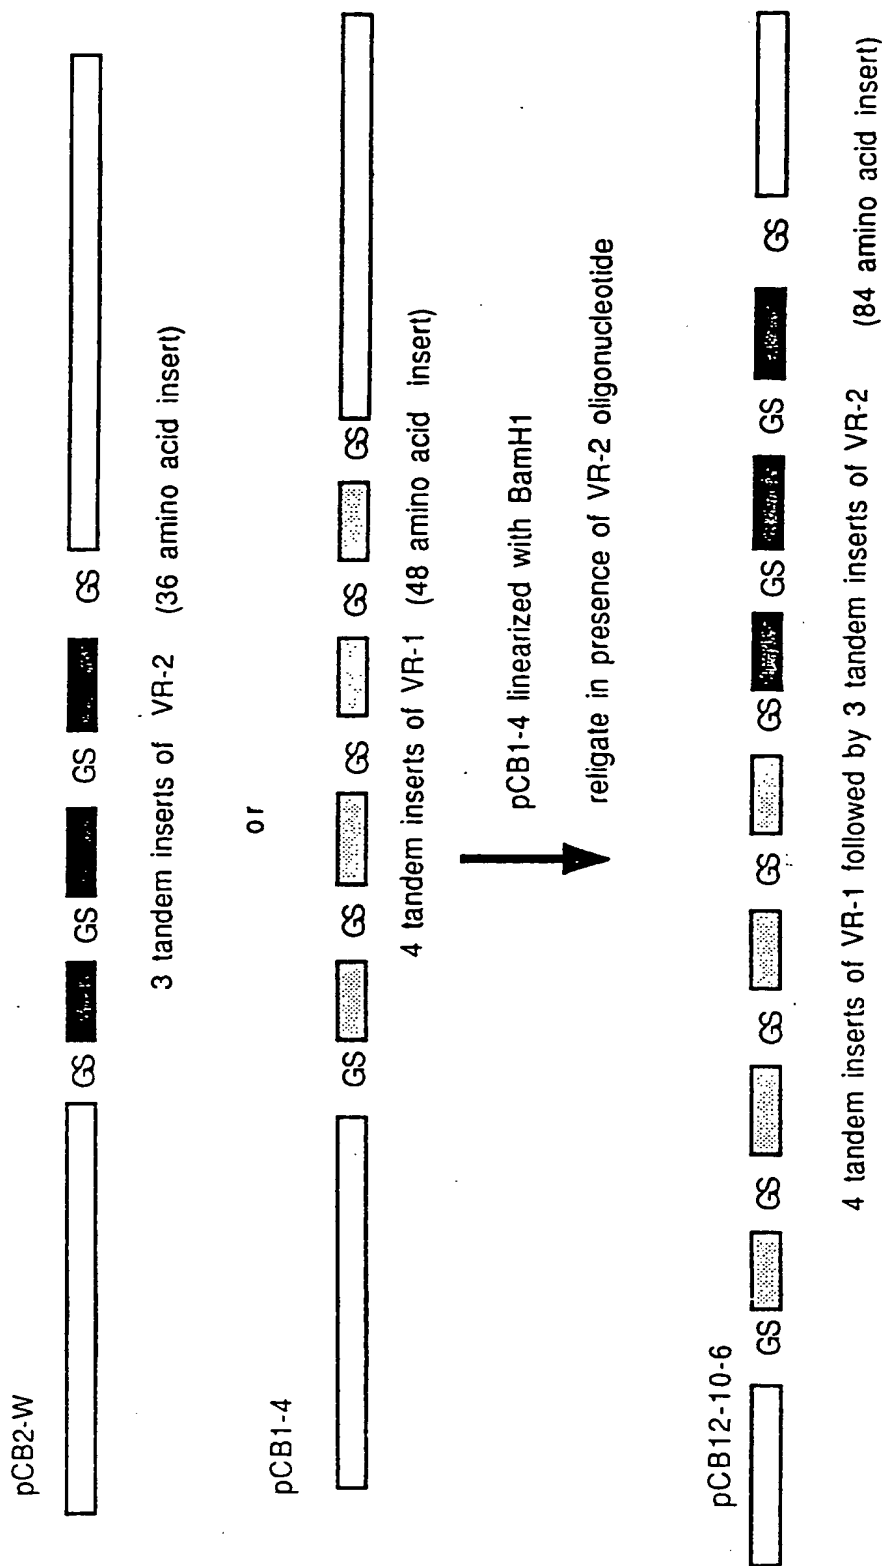 pCB2-W
GS GS GS GS
3 tandem inserts of VR-2 (36 amino acid insert)
or
pCB1-4
GS GS GS GS GS
4 tandem inserts of VR-1 (48 amino acid insert)
pCB1-4 linearized with BamH1
religate in presence of VR-2 oligonucleotide
pCB12-10-6
GS GS GS GS GS GS GS GS
4 tandem inserts of VR-1 followed by 3 tandem inserts of VR-2 (84 amino acid insert)